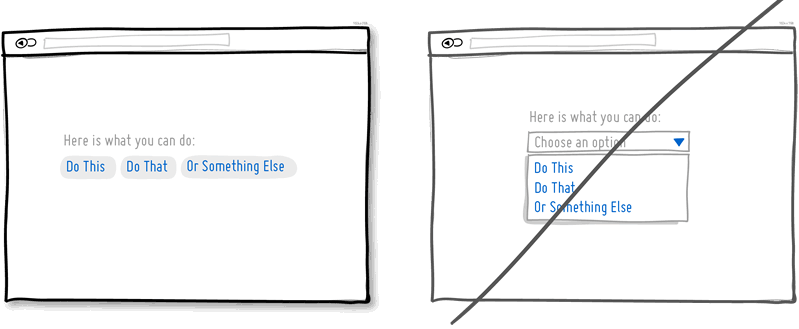 Here is what you can do:
Do This
Do That
Or Something Else
Here is what you can do:
Choose an option
Do This
Do That
Or Something Else